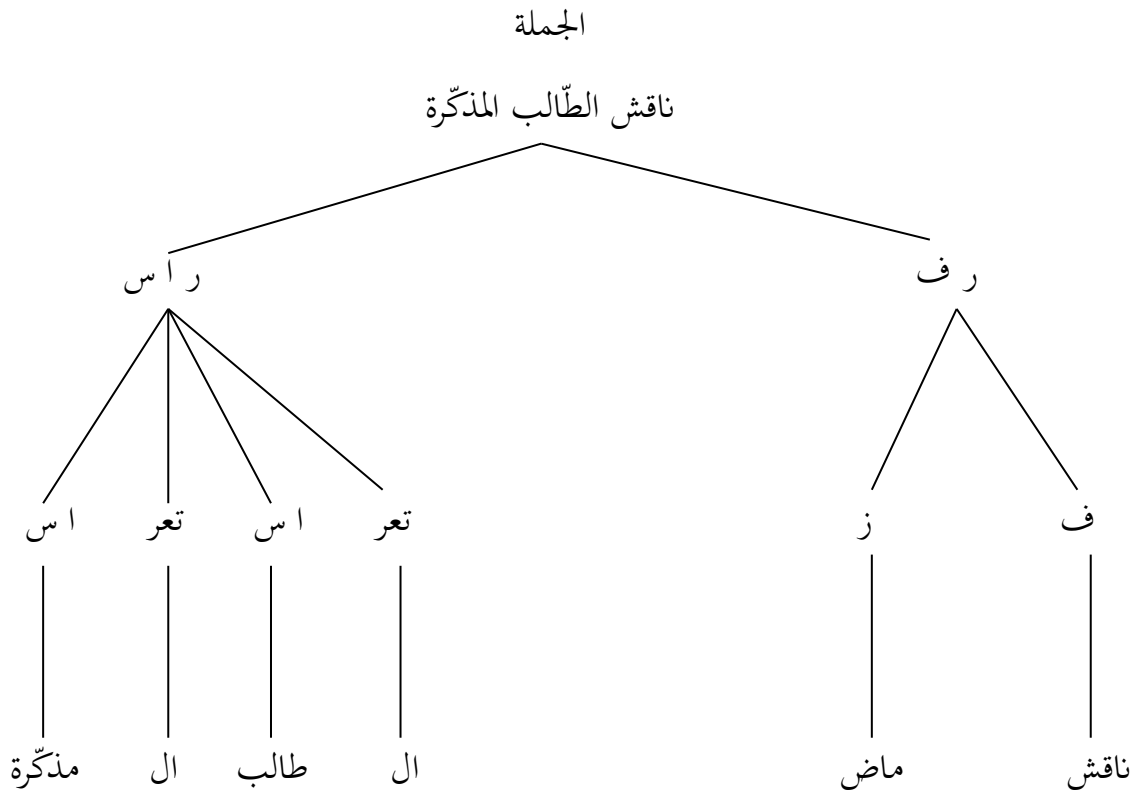 الجملة
ناقش الطّالب المذكّرة
ر ف ر ا س
ف ز تعر ا س تعر ا س
ناقش ماض ال طالب ال مذكّرة